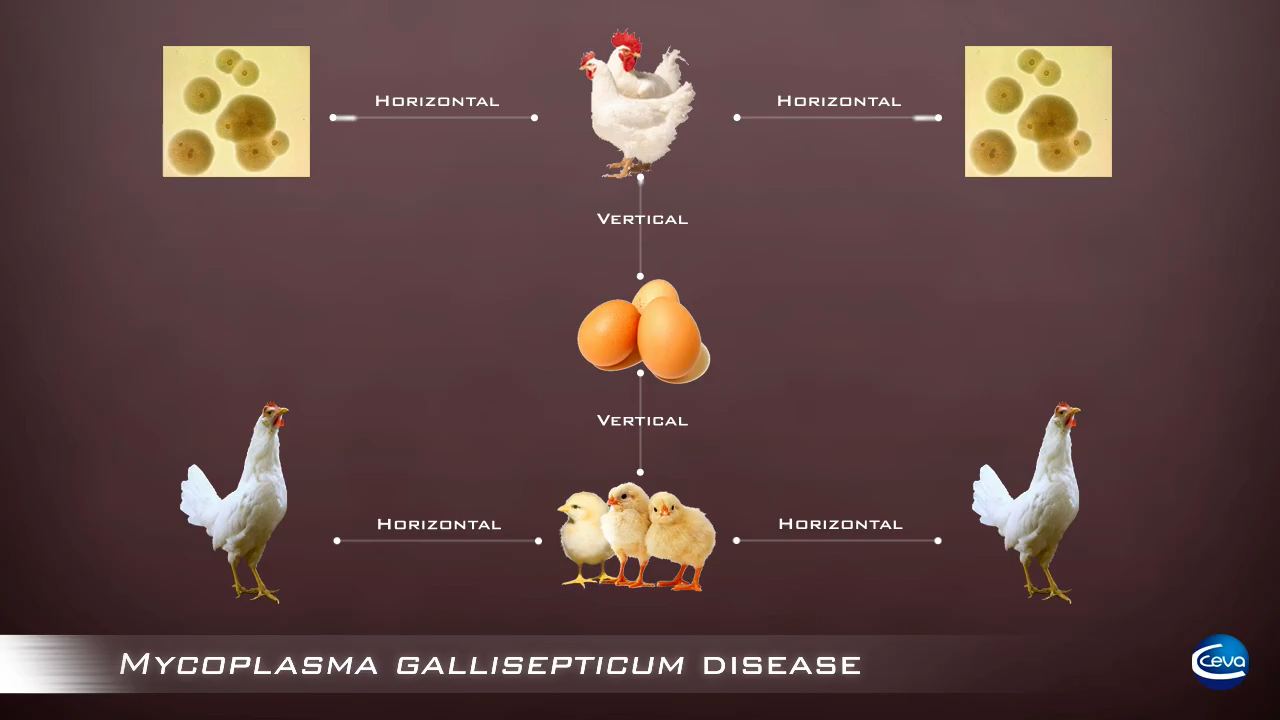 Horizontal
Horizontal
Vertical
Vertical
Horizontal
Horizontal
Mycoplasma gallisepticum disease
Ceva